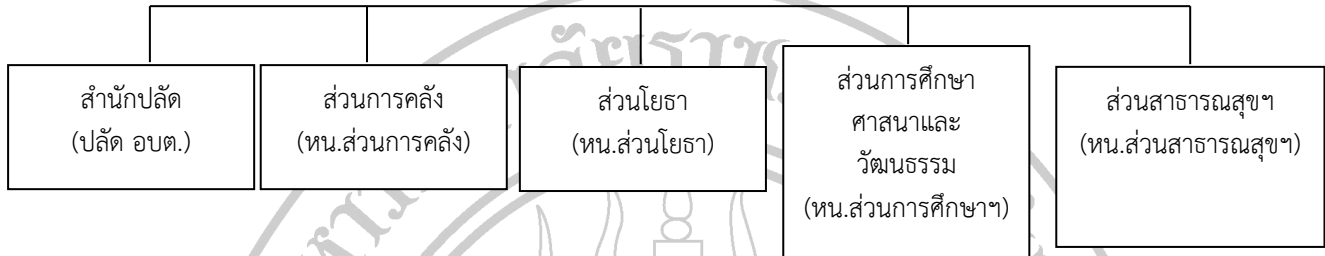 สำนักปลัด
(ปลัด อบต.)
ส่วนการคลัง
(หน.ส่วนการคลัง)
ส่วนโยธา
(หน.ส่วนโยธา)
ส่วนการศึกษา
ศาสนาและ
วัฒนธรรม
(หน.ส่วนการศึกษาฯ)
ส่วนสาธารณสุขฯ
(หน.ส่วนสาธารณสุขฯ)